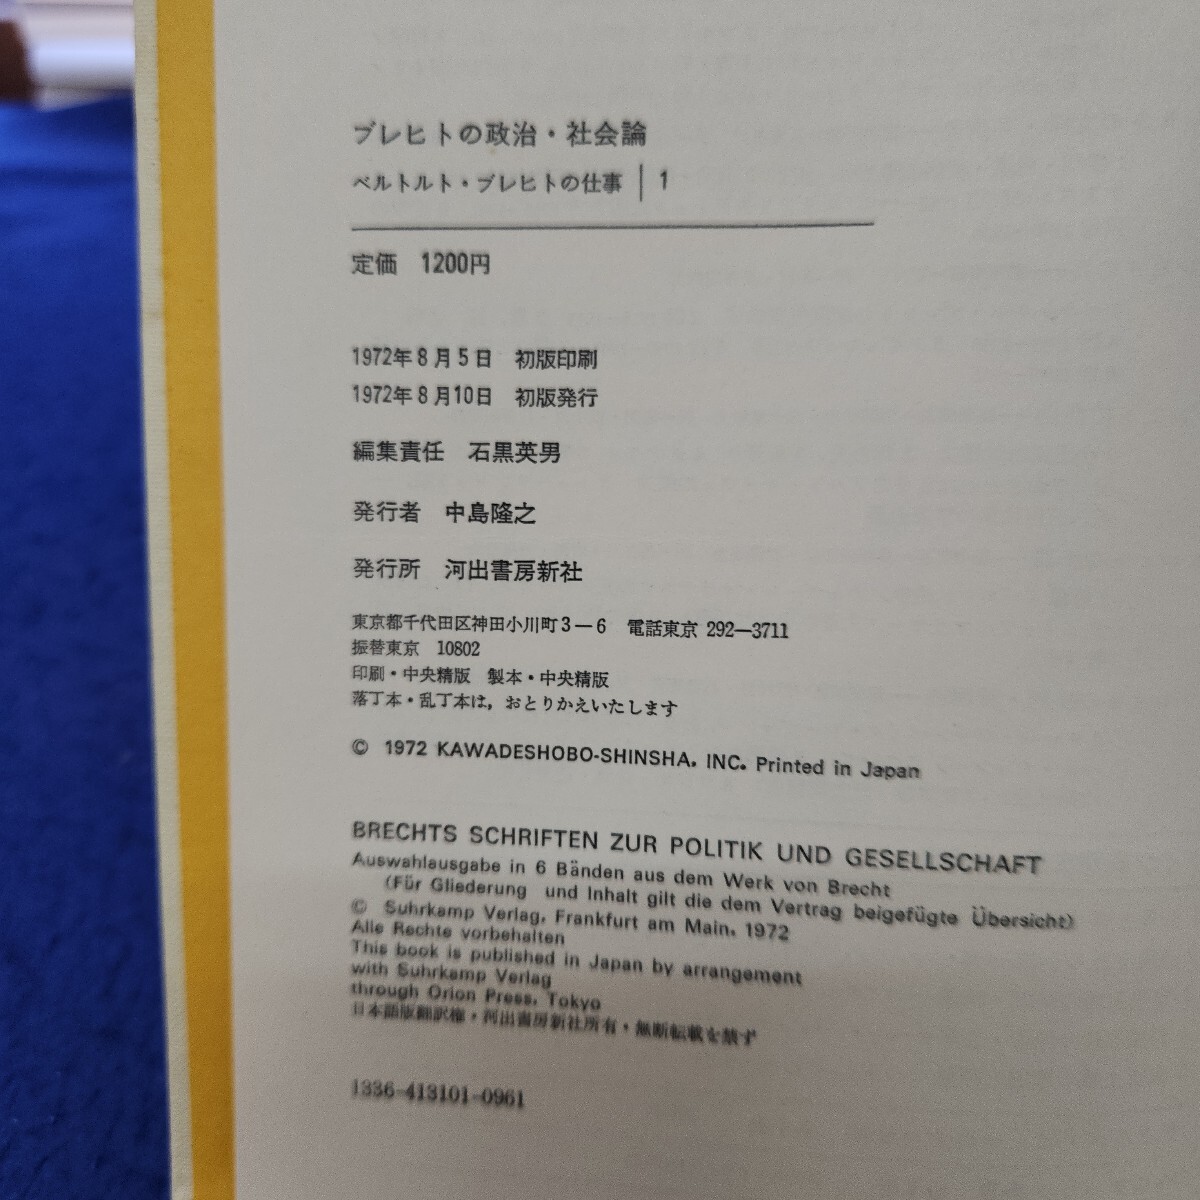 ブレヒトの政治・社会論
ベルトルト・ブレヒトの仕事 | 1
定価 1200円
1972年8月5日 初版印刷
1972年8月10日 初版発行
編集責任 石黒英男
発行者 中島隆之
発行所 河出書房新社
東京都千代田区神田小川町3―6 電話東京 292―3711
振替東京 10802
印刷・中央精版 製本・中央精版
落丁本・乱丁本は，おとりかえいたします
© 1972 KAWADESHOBO-SHINSHA, INC. Printed in Japan
BRECHTS SCHRIFTEN ZUR POLITIK UND GESELLSCHAFT
Auswahlausgabe in 6 Bänden aus dem Werk von Brecht
(Für Gliederung und Inhalt gilt die dem Vertrag beigefügte Übersicht)
© Suhrkamp Verlag, Frankfurt am Main, 1972
Alle Rechte vorbehalten
This book is published in Japan by arrangement
with Suhrkamp Verlag
through Orion Press, Tokyo
日本語版翻訳権・河出書房新社所有・無断転載を禁ず
1336-413101-0961